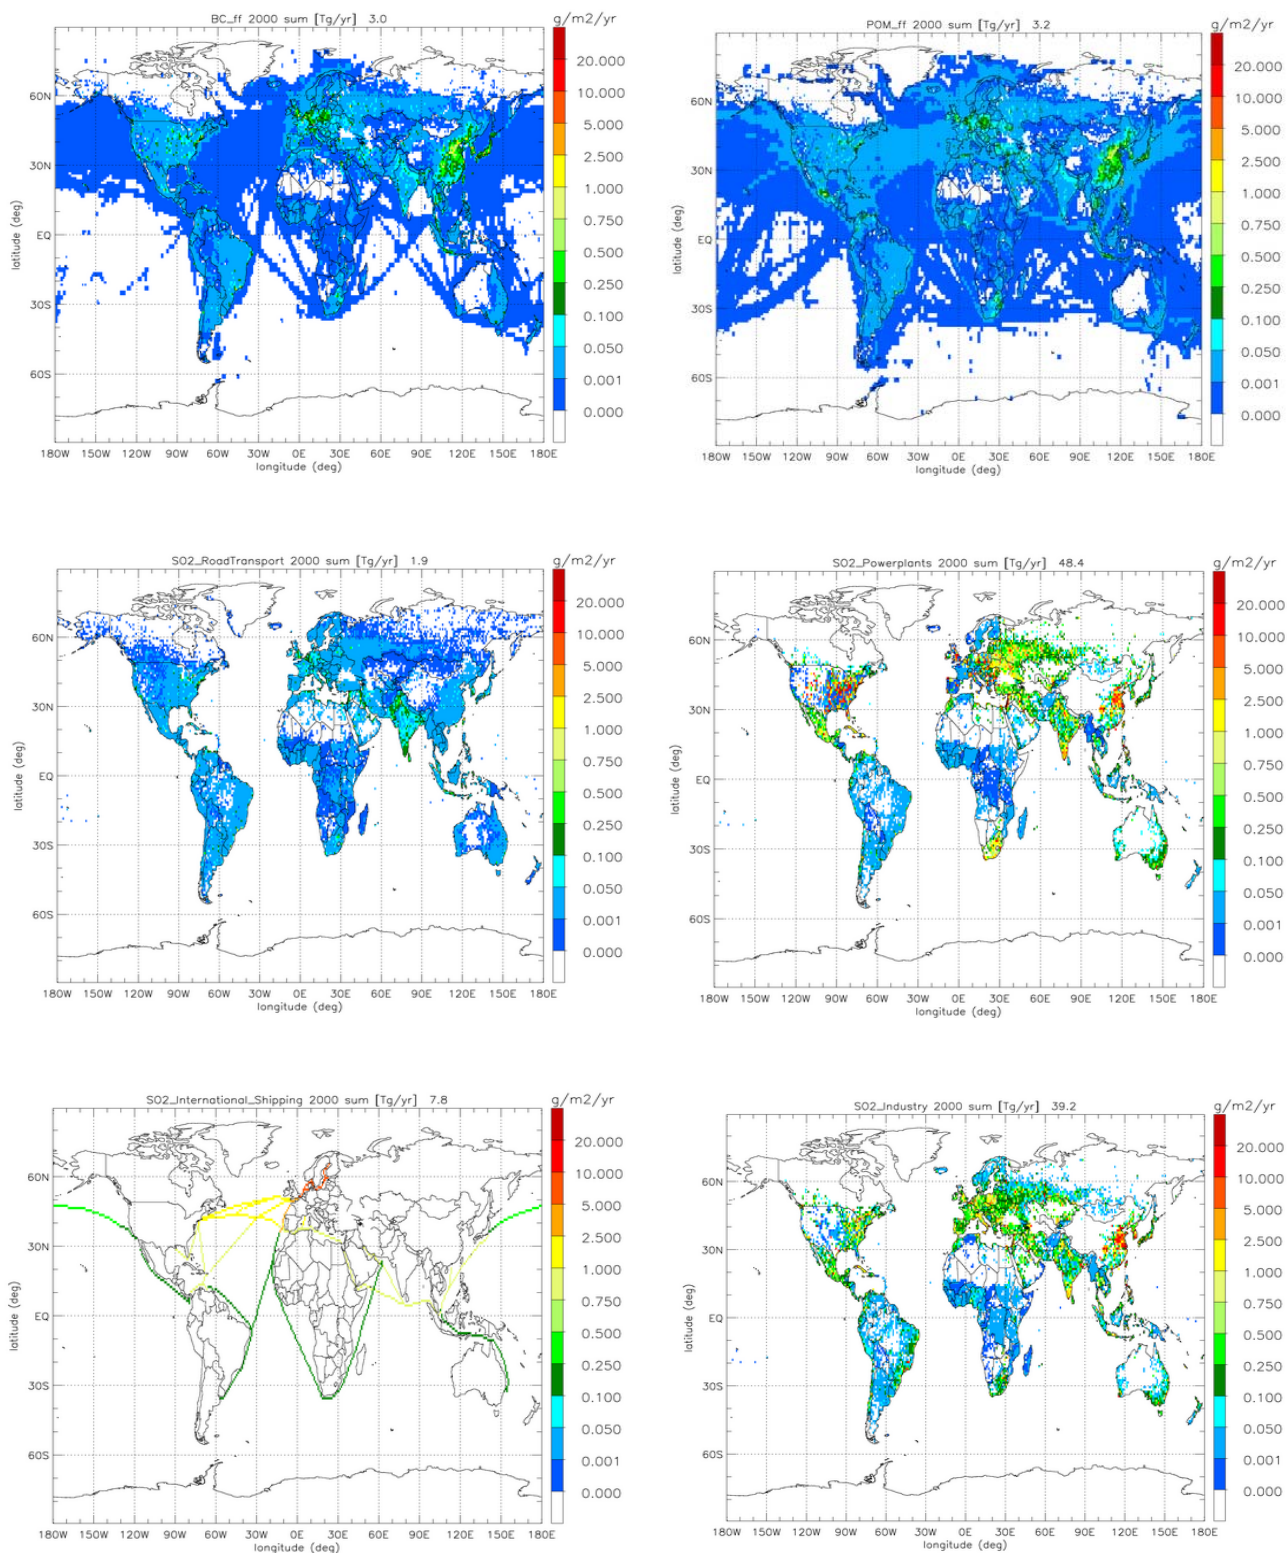 BC_ff 2000 sum [Tg/yr] 3.0
g/m2/yr
20.000
10.000
5.000
2.500
1.000
0.750
0.500
0.250
0.100
0.050
0.001
0.000
latitude (deg)
60N
30N
EQ
30S
60S
180W 150W 120W 90W 60W 30W 0E 30E 60E 90E 120E 150E 180E
longitude (deg)
POM_ff 2000 sum [Tg/yr] 3.2
g/m2/yr
20.000
10.000
5.000
2.500
1.000
0.750
0.500
0.250
0.100
0.050
0.001
0.000
latitude (deg)
60N
30N
EQ
30S
60S
180W 150W 120W 90W 60W 30W 0E 30E 60E 90E 120E 150E 180E
longitude (deg)
SO2_RoadTransport 2000 sum [Tg/yr] 1.9
g/m2/yr
20.000
10.000
5.000
2.500
1.000
0.750
0.500
0.250
0.100
0.050
0.001
0.000
latitude (deg)
60N
30N
EQ
30S
60S
180W 150W 120W 90W 60W 30W 0E 30E 60E 90E 120E 150E 180E
longitude (deg)
SO2_Powerplants 2000 sum [Tg/yr] 48.4
g/m2/yr
20.000
10.000
5.000
2.500
1.000
0.750
0.500
0.250
0.100
0.050
0.001
0.000
latitude (deg)
60N
30N
EQ
30S
60S
180W 150W 120W 90W 60W 30W 0E 30E 60E 90E 120E 150E 180E
longitude (deg)
SO2_International_Shipping 2000 sum [Tg/yr] 7.8
g/m2/yr
20.000
10.000
5.000
2.500
1.000
0.750
0.500
0.250
0.100
0.050
0.001
0.000
latitude (deg)
60N
30N
EQ
30S
60S
180W 150W 120W 90W 60W 30W 0E 30E 60E 90E 120E 150E 180E
longitude (deg)
SO2_Industry 2000 sum [Tg/yr] 39.2
g/m2/yr
20.000
10.000
5.000
2.500
1.000
0.750
0.500
0.250
0.100
0.050
0.001
0.000
latitude (deg)
60N
30N
EQ
30S
60S
180W 150W 120W 90W 60W 30W 0E 30E 60E 90E 120E 150E 180E
longitude (deg)